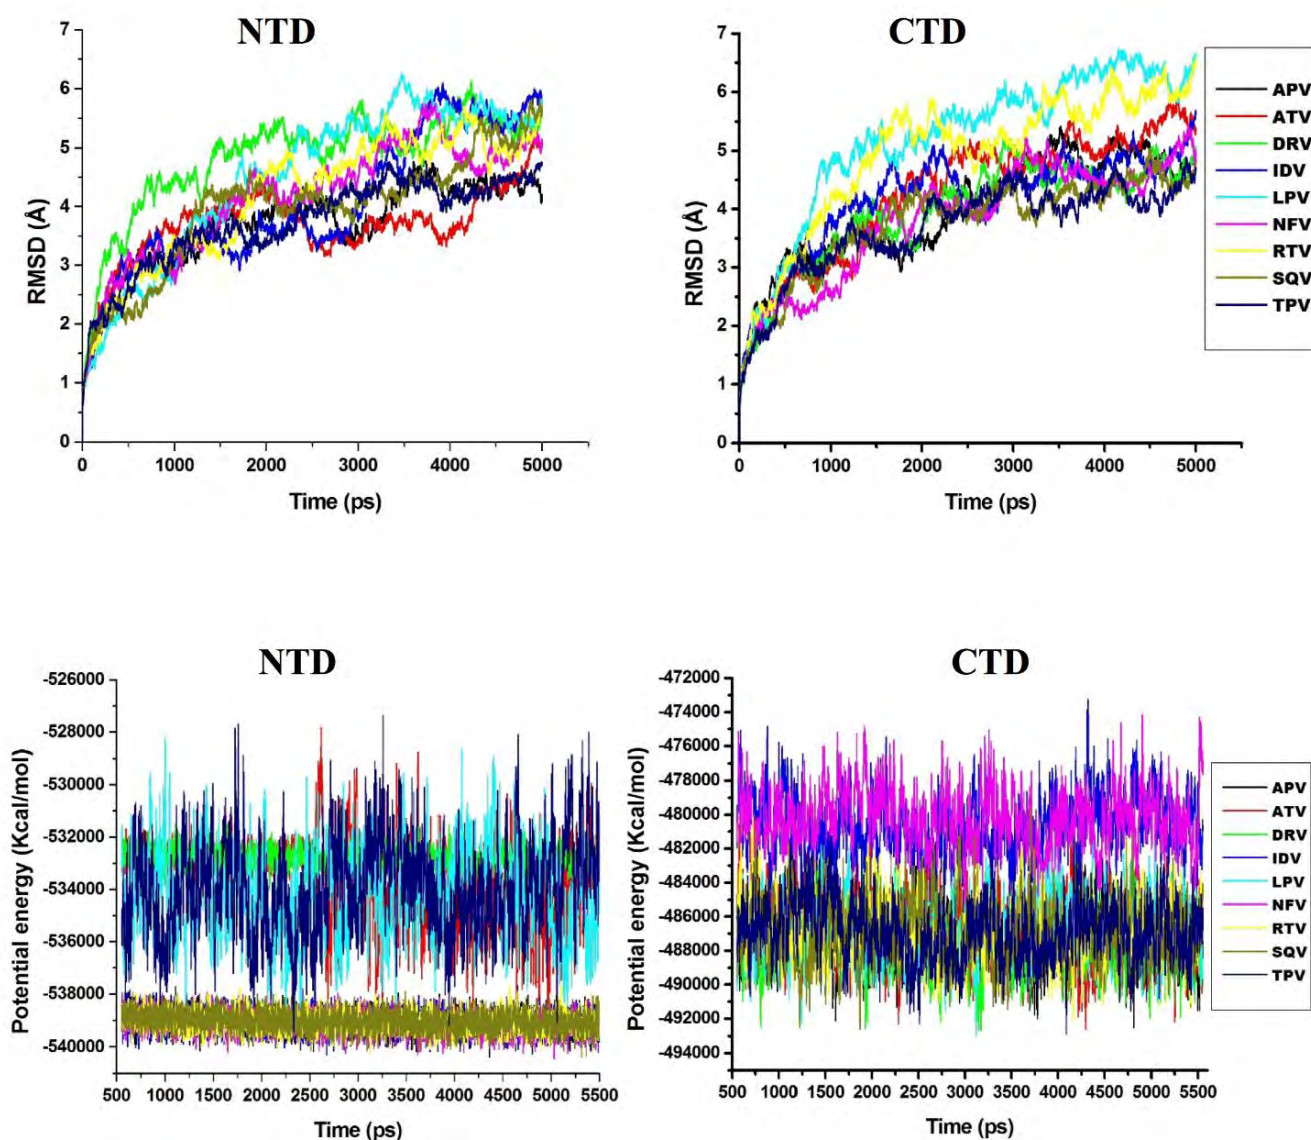 NTD
7
6
5
4
3
2
1
0
RMSD (Å)
0 1000 2000 3000 4000 5000
Time (ps)
CTD
7
6
5
4
3
2
1
0
RMSD (Å)
0 1000 2000 3000 4000 5000
Time (ps)
APV
ATV
DRV
IDV
LPV
NFV
RTV
SQV
TPV
NTD
-526000
-528000
-530000
-532000
-534000
-536000
-538000
-540000
Potential energy (Kcal/mol)
500 1000 1500 2000 2500 3000 3500 4000 4500 5000 5500
Time (ps)
CTD
-472000
-474000
-476000
-478000
-480000
-482000
-484000
-486000
-488000
-490000
-492000
-494000
Potential energy (Kcal/mol)
500 1000 1500 2000 2500 3000 3500 4000 4500 5000 5500
Time (ps)
APV
ATV
DRV
IDV
LPV
NFV
RTV
SQV
TPV